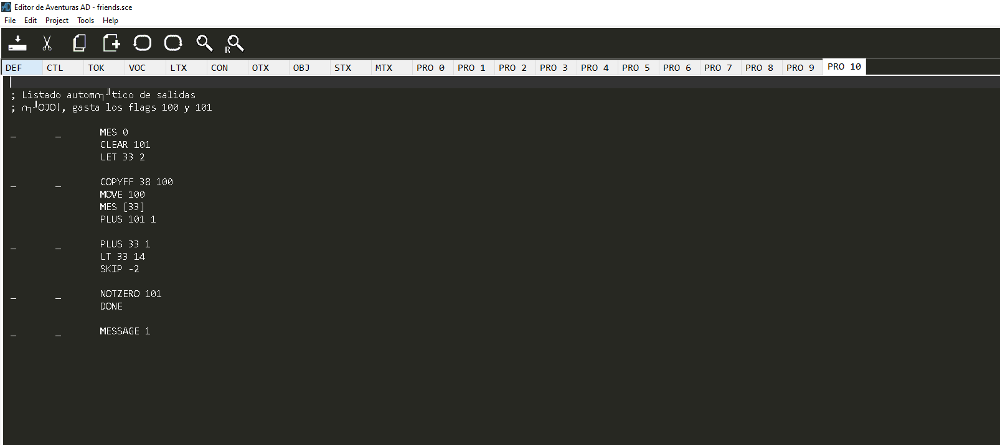 Editor de Aventuras AD - friends.sce
File Edit Project Tools Help
R
DEF CTL TOK VOC LTX CON OTX OBJ STX MTX PRO 0 PRO 1 PRO 2 PRO 3 PRO 4 PRO 5 PRO 6 PRO 7 PRO 8 PRO 9 PRO 10
; Listado autom∩┐╜tico de salidas
; ∩┐╜OJO!, gasta los flags 100 y 101
_ _ MES 0
CLEAR 101
LET 33 2
_ _ COPYFF 38 100
MOVE 100
MES [33]
PLUS 101 1
_ _ PLUS 33 1
LT 33 14
SKIP -2
_ _ NOTZERO 101
DONE
_ _ MESSAGE 1